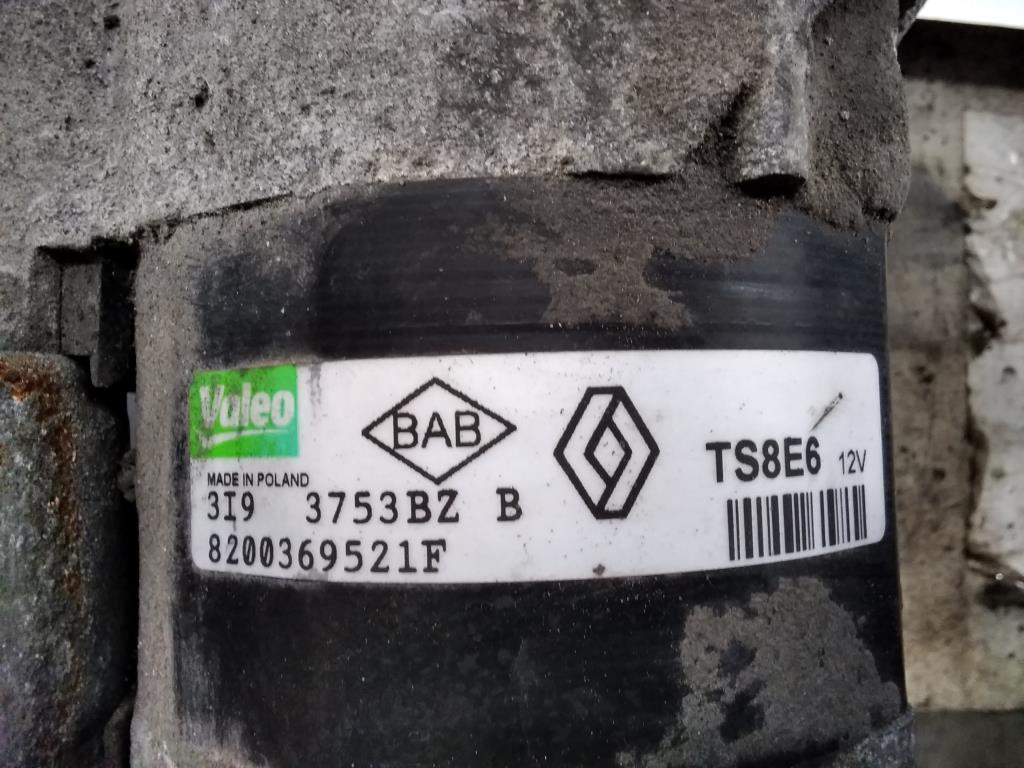 Valeo
BAB
TS8E6 12V
MADE IN POLAND
3I9 3753BZ B
8200369521F